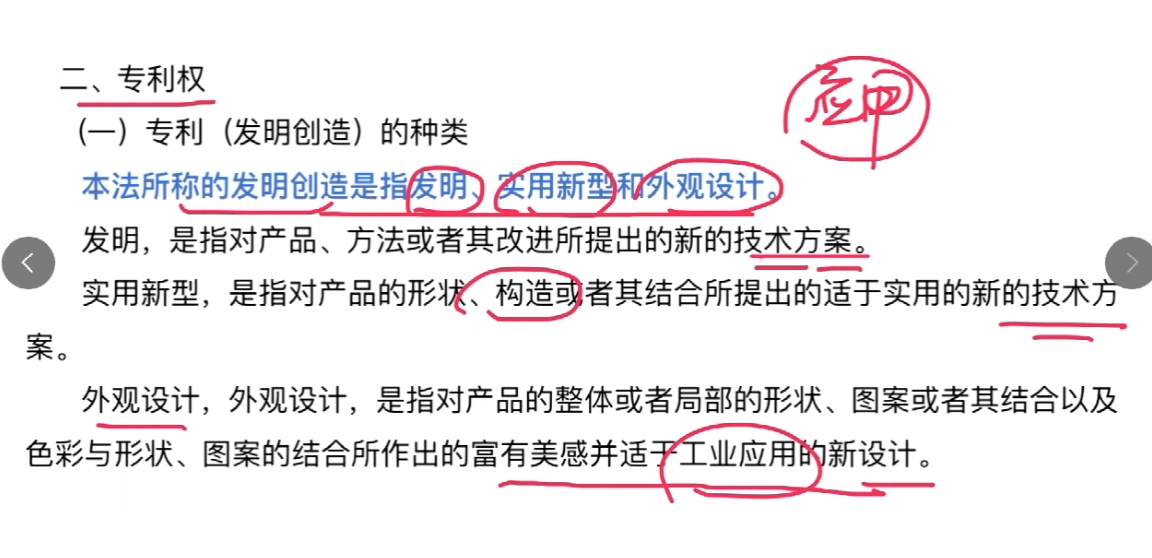 二、专利权
（一）专利（发明创造）的种类
本法所称的发明创造是指发明、实用新型和外观设计。
发明，是指对产品、方法或者其改进所提出的新的技术方案。
实用新型，是指对产品的形状、构造或者其结合所提出的适于实用的新的技术方
案。
外观设计，外观设计，是指对产品的整体或者局部的形状、图案或者其结合以及
色彩与形状、图案的结合所作出的富有美感并适于工业应用的新设计。